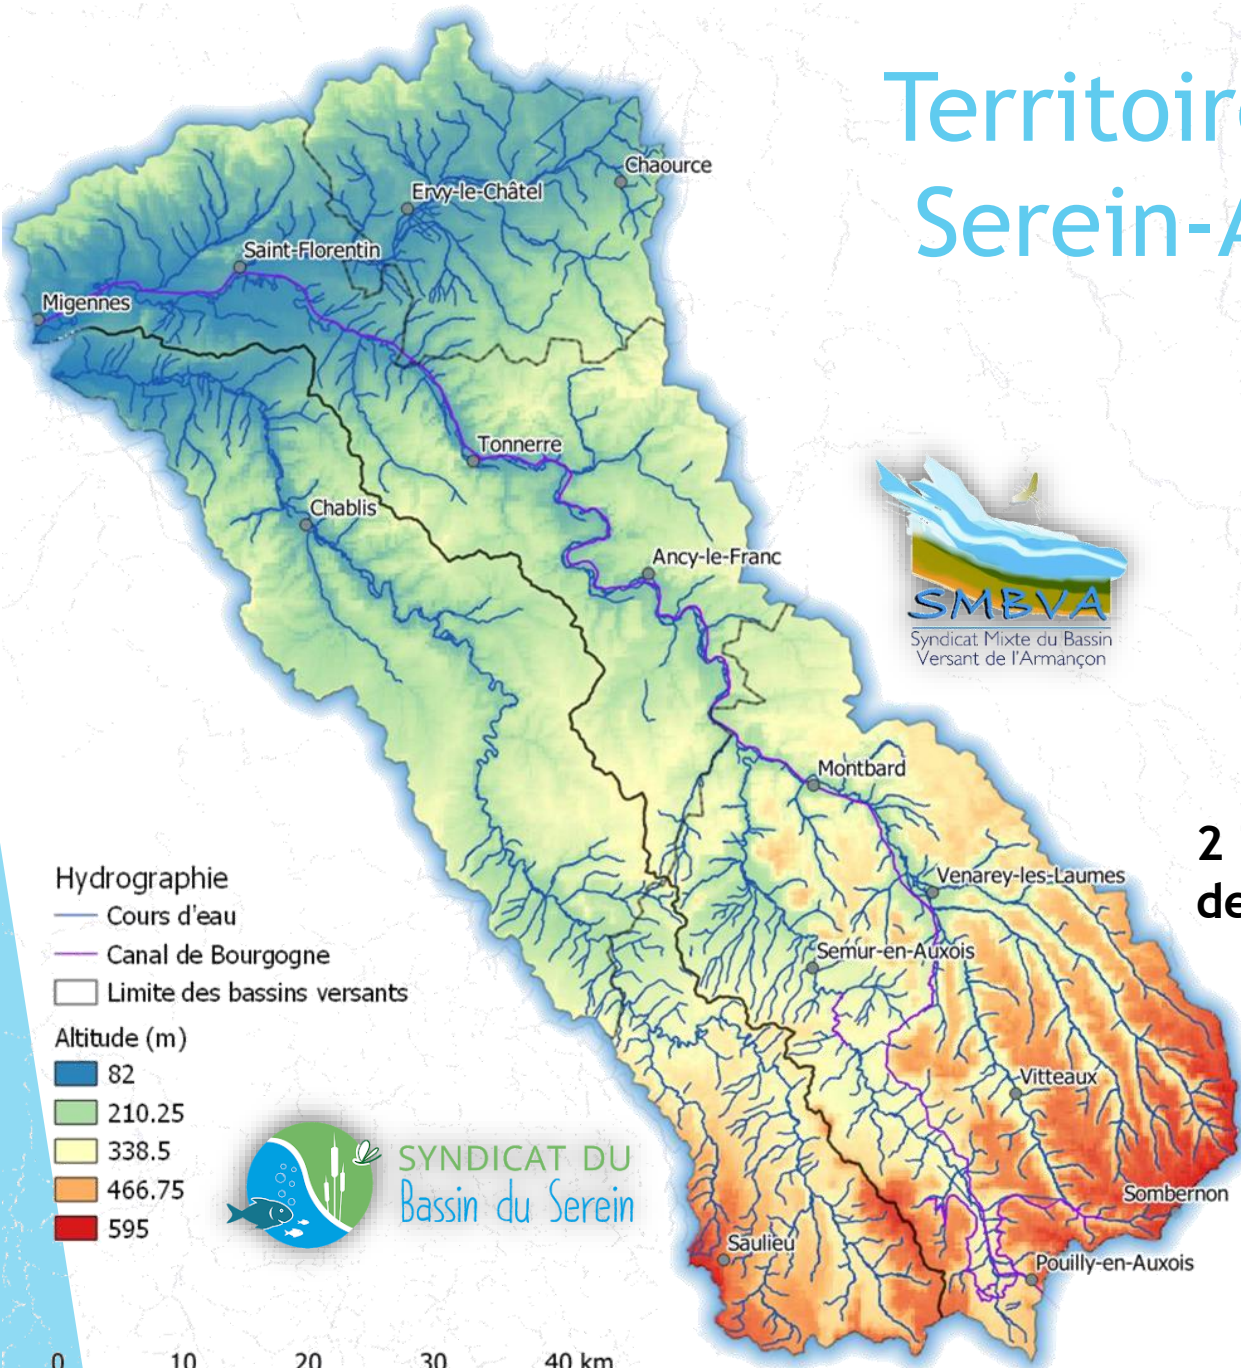 Territoire
Serein-A
Chaource
Ervy-le-Châtel
Saint-Florentin
Migennes
Tonnerre
Chablis
Ancy-le-Franc
SMBVA
Syndicat Mixte du Bassin
Versant de l'Armançon
Montbard
2
de
Venarey-les-Laumes
Semur-en-Auxois
Hydrographie
Cours d'eau
Canal de Bourgogne
Limite des bassins versants
Altitude (m)
82
210.25
338.5
466.75
595
Vitteaux
SYNDICAT DU
Bassin du Serein
Sombernon
Saulieu
Pouilly-en-Auxois
0 10 20 30 40 km